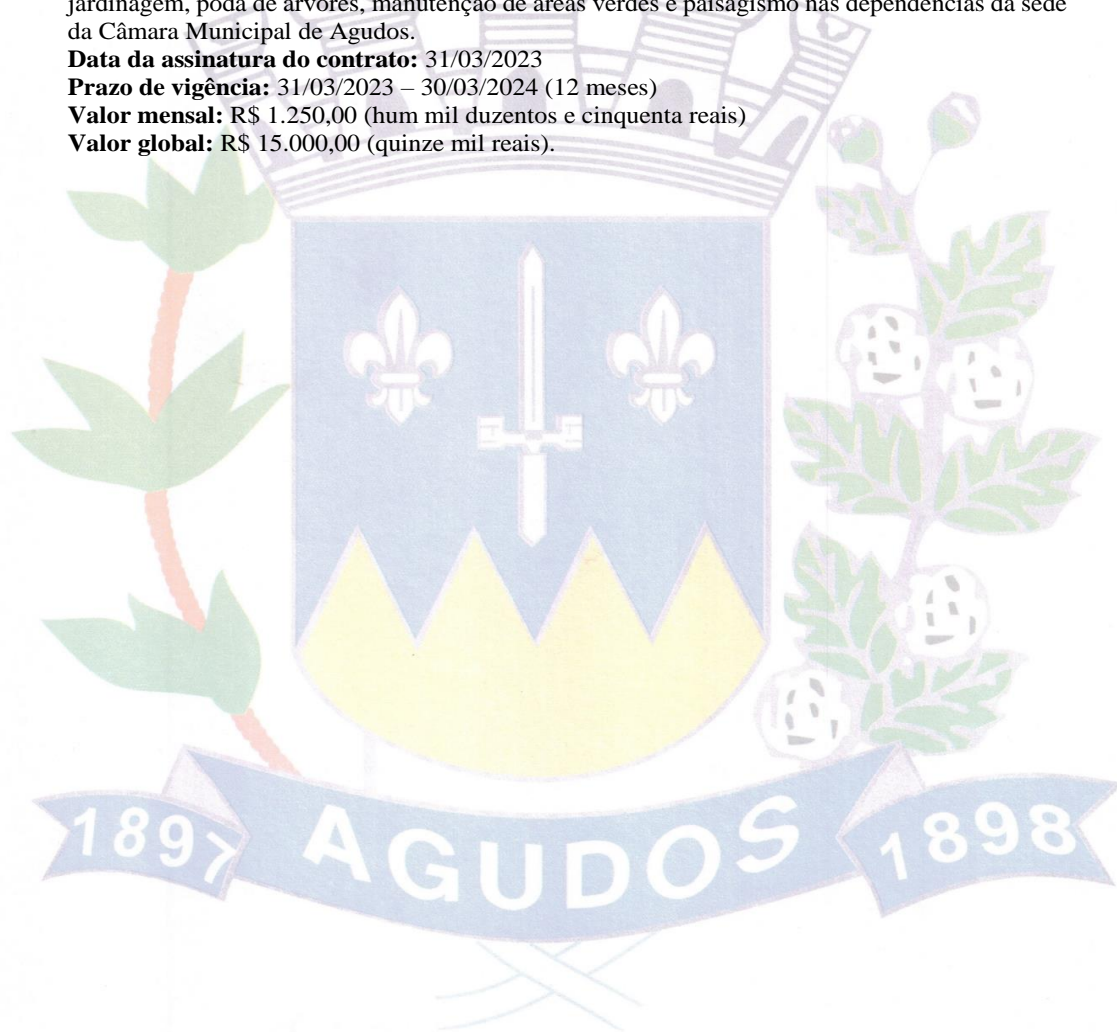 jardinagem, poda de árvores, manutenção de áreas verdes e paisagismo nas dependências da sede
da Câmara Municipal de Agudos.
Data da assinatura do contrato: 31/03/2023
Prazo de vigência: 31/03/2023 – 30/03/2024 (12 meses)
Valor mensal: R$ 1.250,00 (hum mil duzentos e cinquenta reais)
Valor global: R$ 15.000,00 (quinze mil reais).
1897 AGUDOS 1898